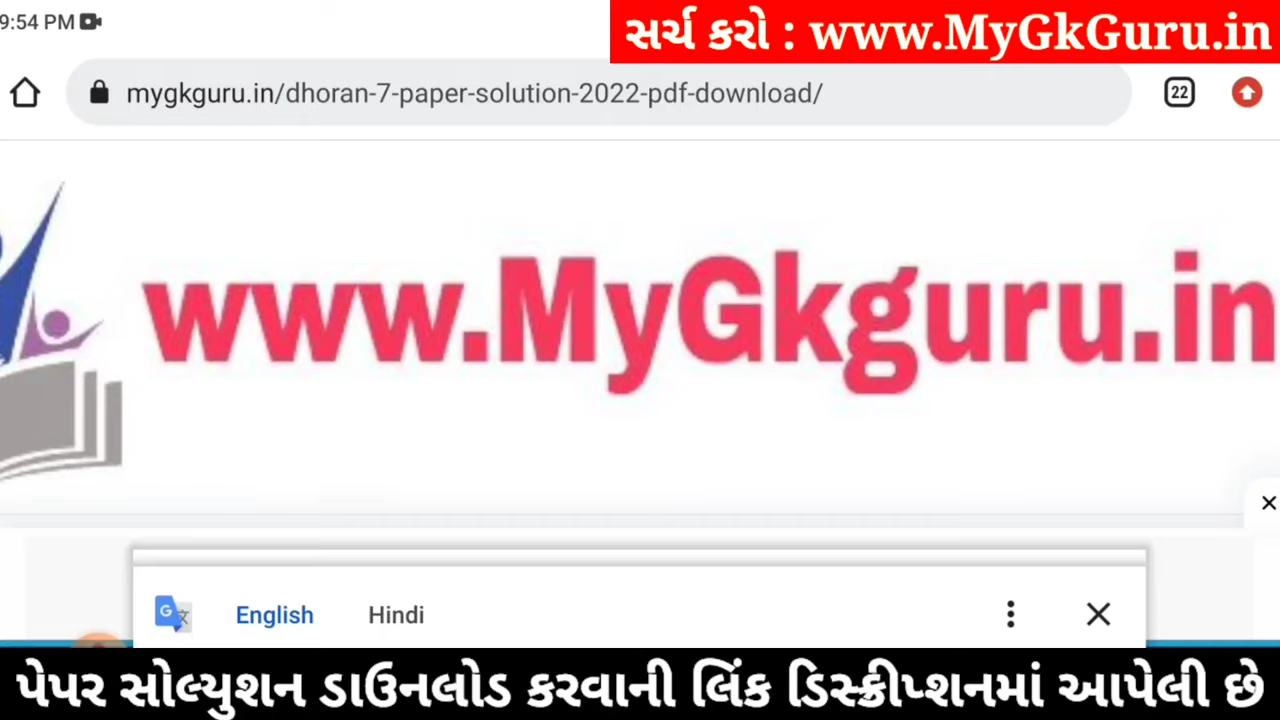 9:54 PM
સર્ચ કરો : www.MyGkGuru.in
mygkguru.in/dhoran-7-paper-solution-2022-pdf-download/
22
www.MyGkguru.in
English Hindi
પેપર સોલ્યુશન ડાઉનલોડ કરવાની લિંક ડિસ્ક્રીપ્શનમાં આપેલી છે